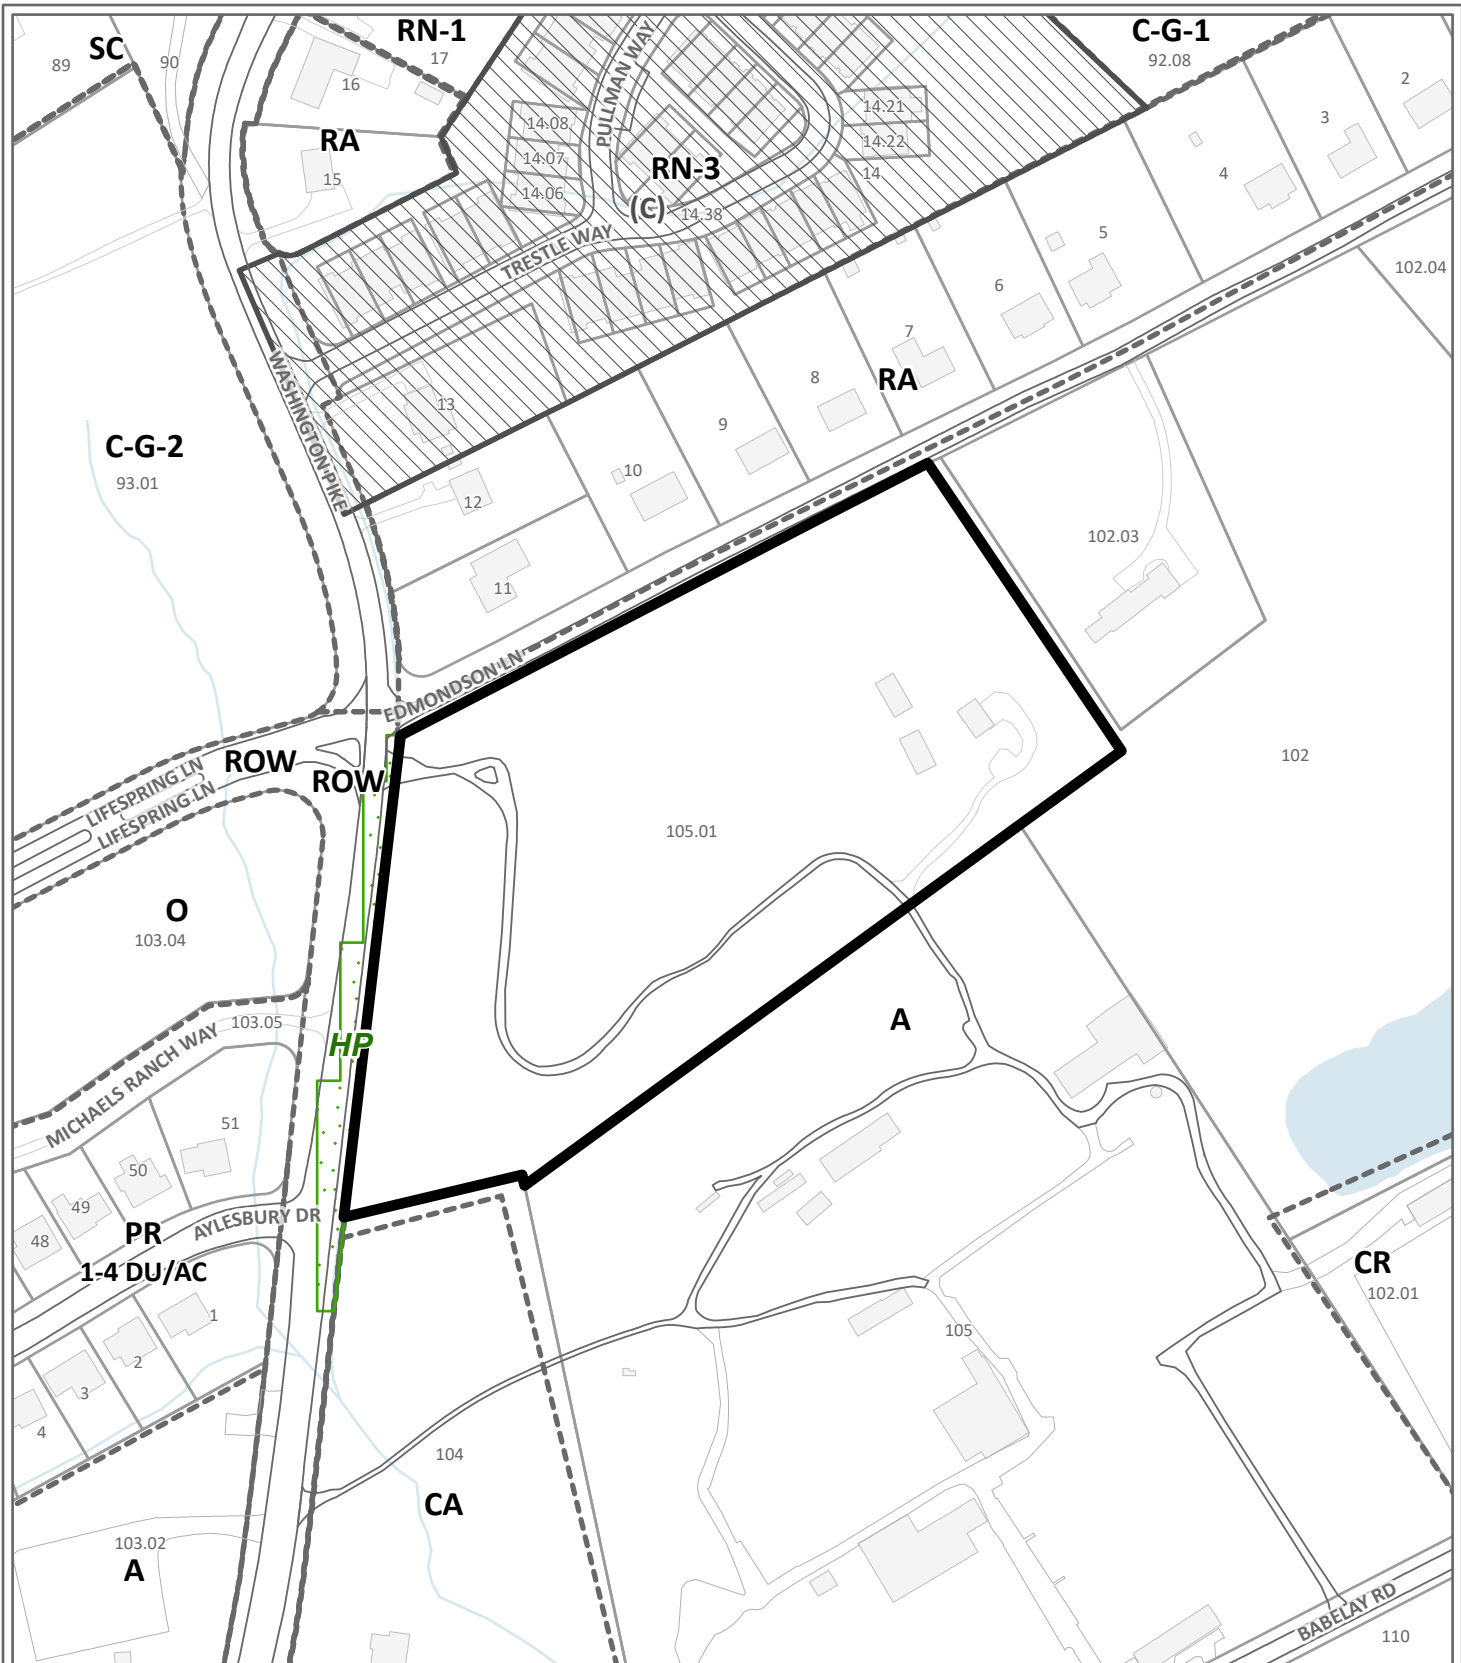 RN-1
C-G-1
SC
89
90
17
92.08
16
2
PULLMAN WAY
14.21
14.08
3
RA
14.22
14.07
RN-3
15
14.06
14
4
(C)
14.38
TRESTLE WAY
5
102.04
6
WASHINGTON PIKE
7
8
RA
13
9
C-G-2
93.01
10
12
102.03
11
EDMONDSON LN
102
ROW
LIFESPRING LN
ROW
LIFESPRING LN
105.01
O
103.04
A
103.05
HP
MICHAELS RANCH WAY
51
50
49
AYLESBURY DR
PR
48
1-4 DU/AC
CR
102.01
1
105
2
3
4
104
CA
103.02
A
BABELAY RD
110